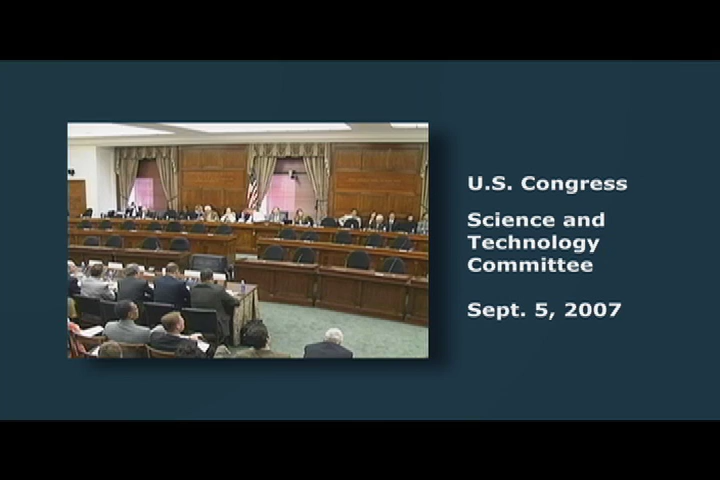 U.S. Congress
Science and
Technology
Committee
Sept. 5, 2007